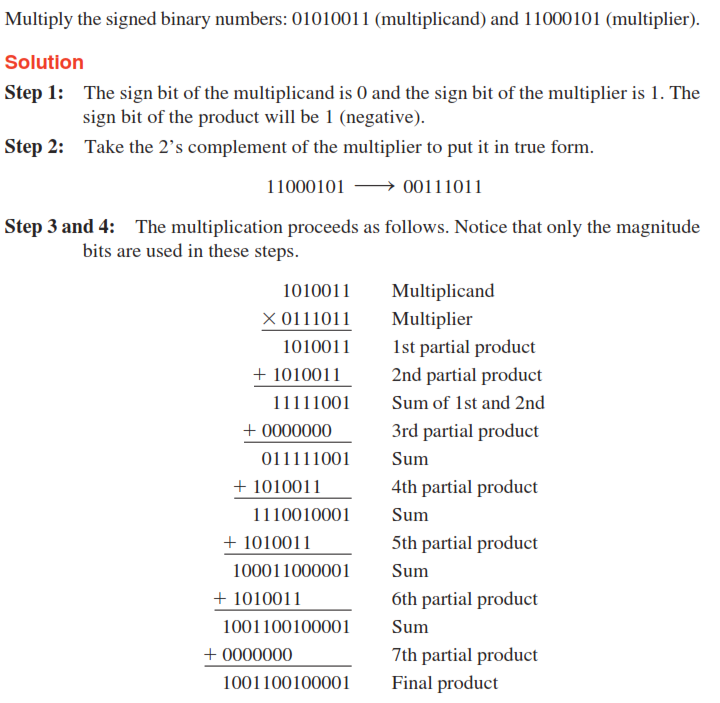 Multiply the signed binary numbers: 01010011 (multiplicand) and 11000101 (multiplier).
Solution
Step 1: The sign bit of the multiplicand is 0 and the sign bit of the multiplier is 1. The
sign bit of the product will be 1 (negative).
Step 2: Take the 2’s complement of the multiplier to put it in true form.
11000101 ⟶ 00111011
Step 3 and 4: The multiplication proceeds as follows. Notice that only the magnitude
bits are used in these steps.
1010011 Multiplicand
× 0111011 Multiplier
1010011 1st partial product
+ 1010011 2nd partial product
11111001 Sum of 1st and 2nd
+ 0000000 3rd partial product
011111001 Sum
+ 1010011 4th partial product
1110010001 Sum
+ 1010011 5th partial product
100011000001 Sum
+ 1010011 6th partial product
1001100100001 Sum
+ 0000000 7th partial product
1001100100001 Final product